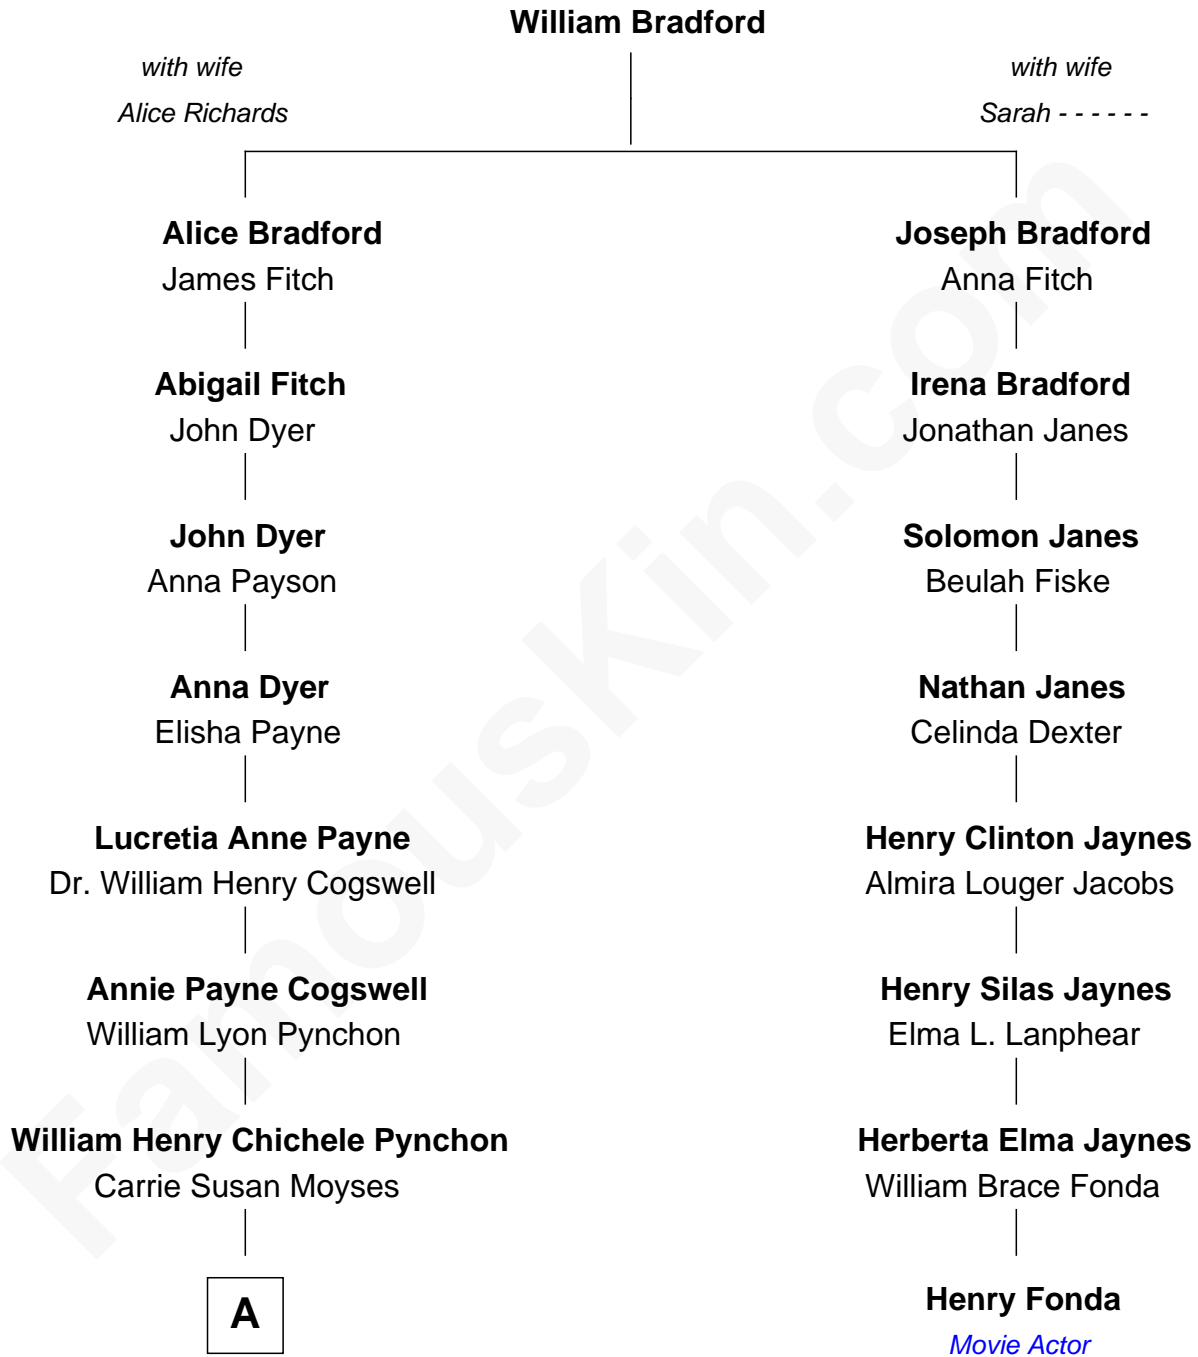 William Bradford
with wife
Alice Richards
with wife
Sarah - - - - - -
Alice Bradford
James Fitch
Joseph Bradford
Anna Fitch
Abigail Fitch
John Dyer
Irena Bradford
Jonathan Janes
John Dyer
Anna Payson
Solomon Janes
Beulah Fiske
Anna Dyer
Elisha Payne
Nathan Janes
Celinda Dexter
Lucretia Anne Payne
Dr. William Henry Cogswell
Henry Clinton Jaynes
Almira Louger Jacobs
Annie Payne Cogswell
William Lyon Pynchon
Henry Silas Jaynes
Elma L. Lanphear
William Henry Chichele Pynchon
Carrie Susan Moyses
Herberta Elma Jaynes
William Brace Fonda
A
Henry Fonda
Movie Actor
FamousKin.com